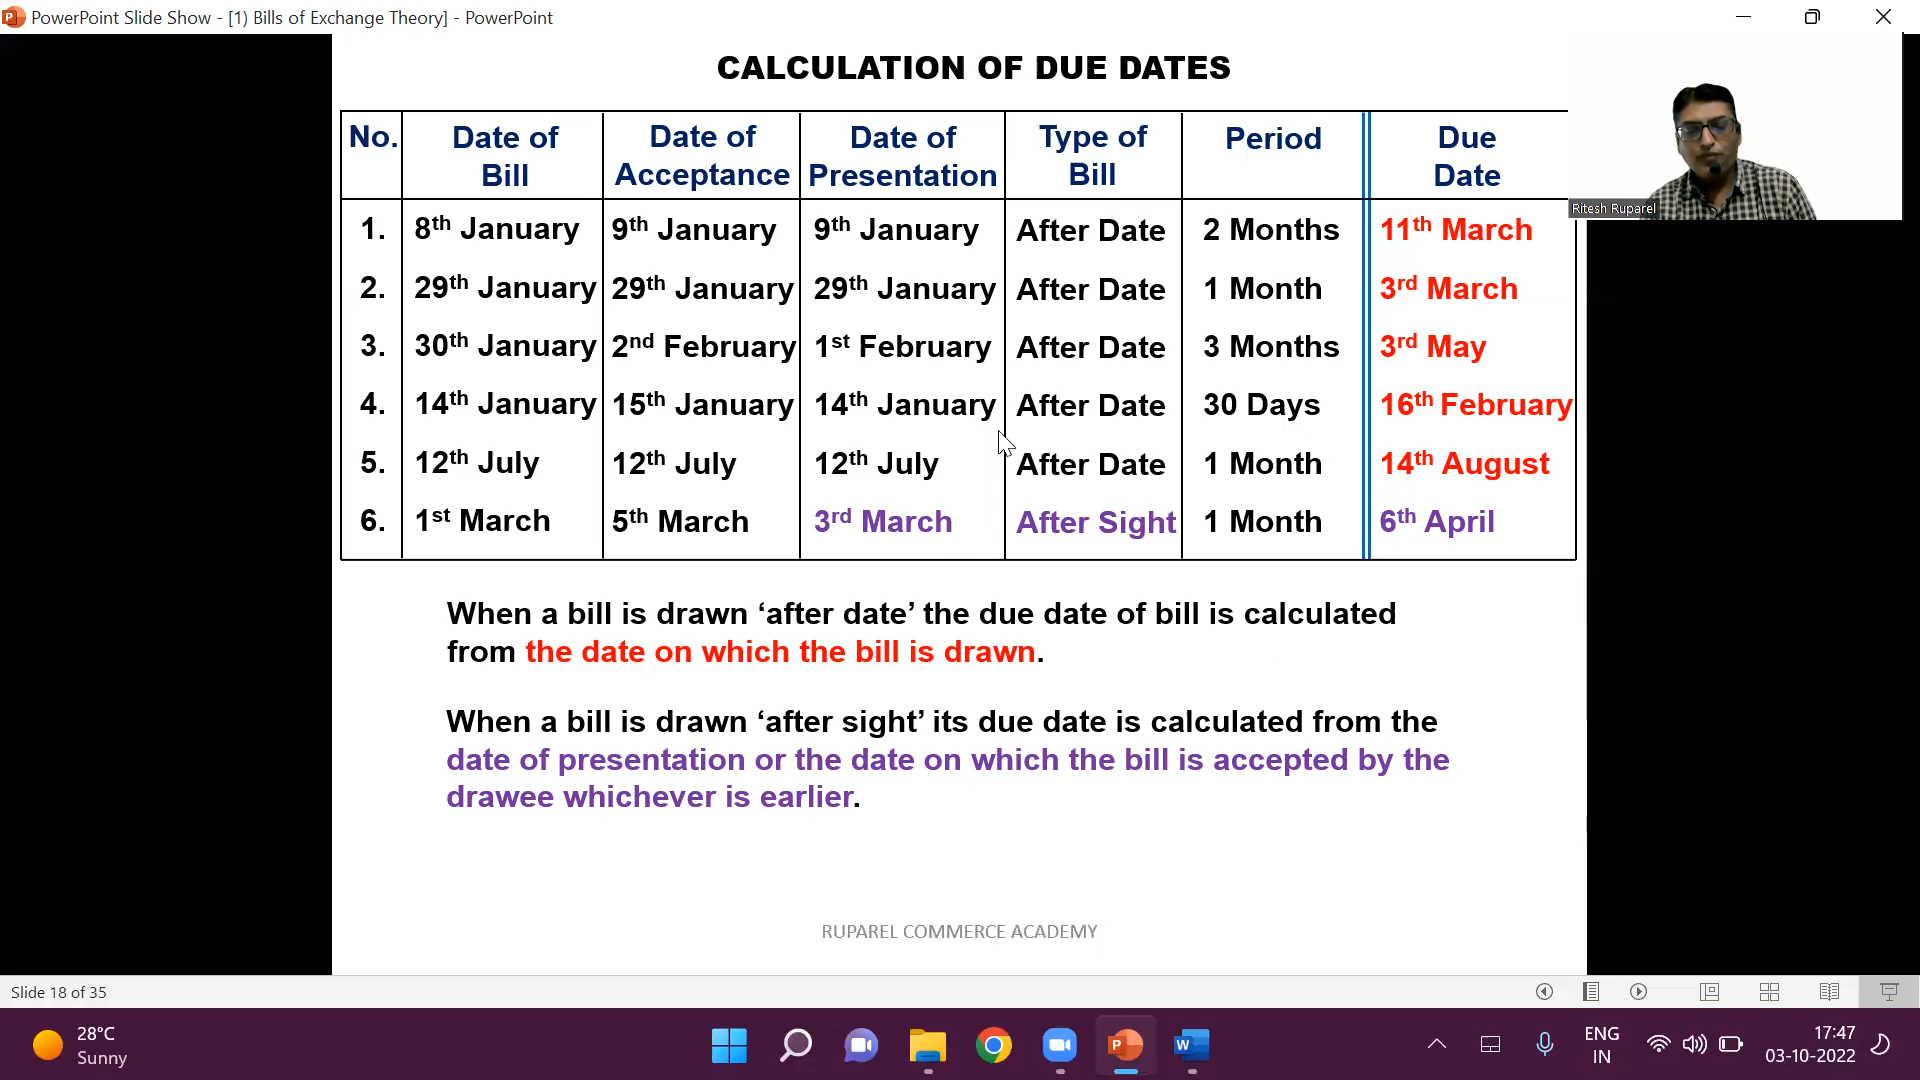 PowerPoint Slide Show - [1) Bills of Exchange Theory] - PowerPoint
CALCULATION OF DUE DATES
No. Date of Bill Date of Acceptance Date of Presentation Type of Bill Period Due Date
Ritesh Ruparel
1. 8th January 9th January 9th January After Date 2 Months 11th March
2. 29th January 29th January 29th January After Date 1 Month 3rd March
3. 30th January 2nd February 1st February After Date 3 Months 3rd May
4. 14th January 15th January 14th January After Date 30 Days 16th February
5. 12th July 12th July 12th July After Date 1 Month 14th August
6. 1st March 5th March 3rd March After Sight 1 Month 6th April
When a bill is drawn ‘after date’ the due date of bill is calculated
from the date on which the bill is drawn.
When a bill is drawn ‘after sight’ its due date is calculated from the
date of presentation or the date on which the bill is accepted by the
drawee whichever is earlier.
RUPAREL COMMERCE ACADEMY
Slide 18 of 35
28°C
Sunny
ENG
IN
17:47
03-10-2022